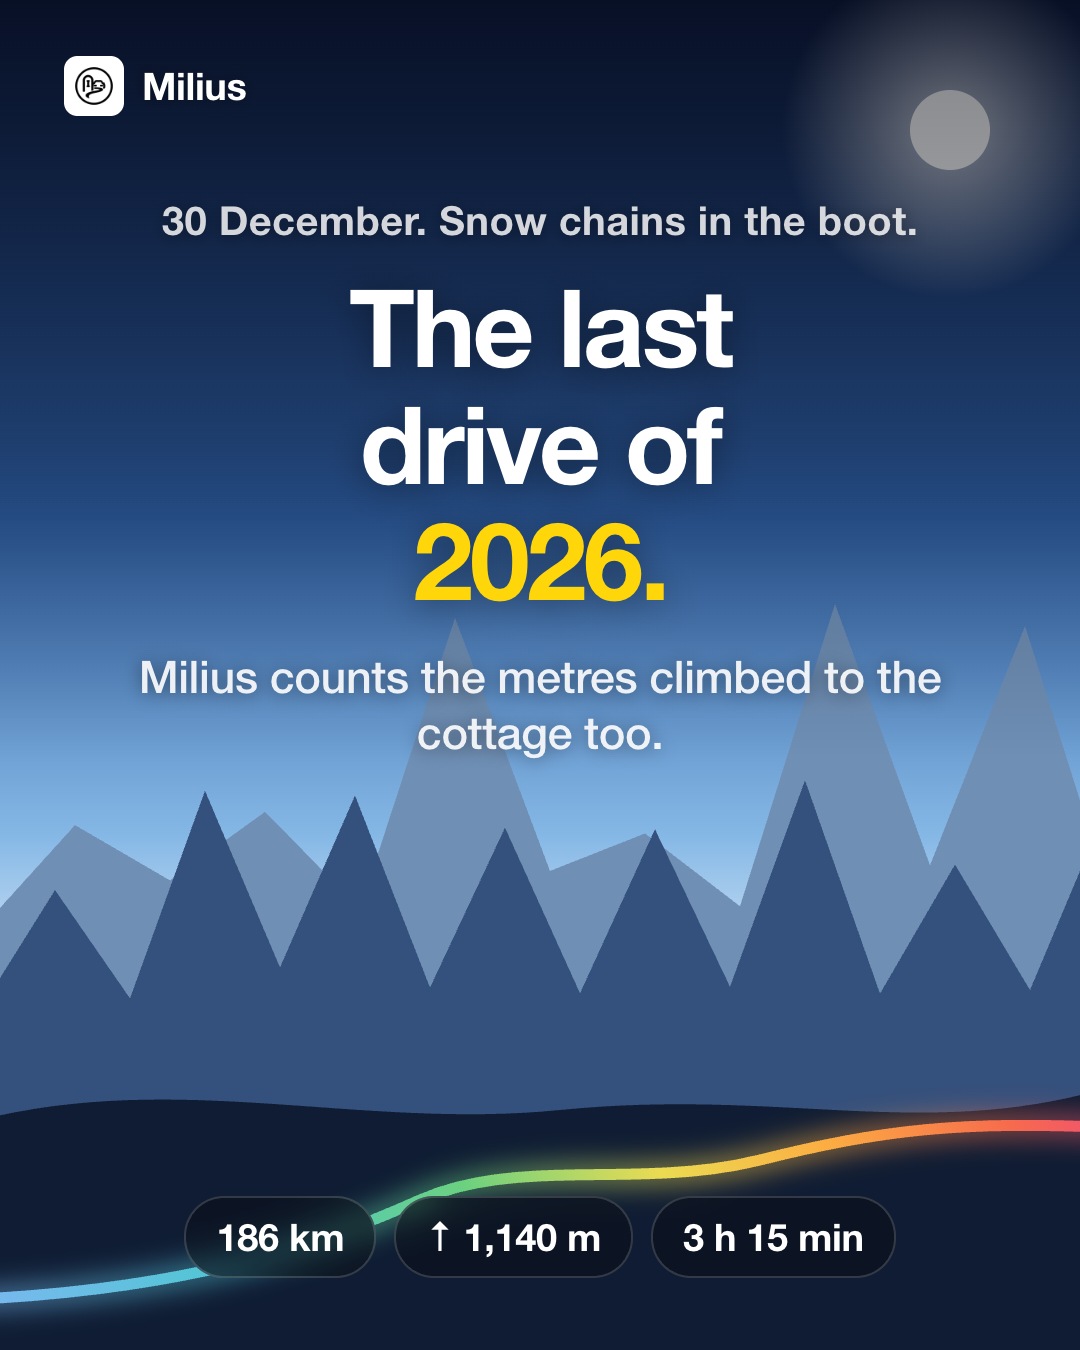 Milius
30 December. Snow chains in the boot.
The last
drive of
2026.
Milius counts the metres climbed to the
cottage too.
186 km
↑ 1,140 m
3 h 15 min